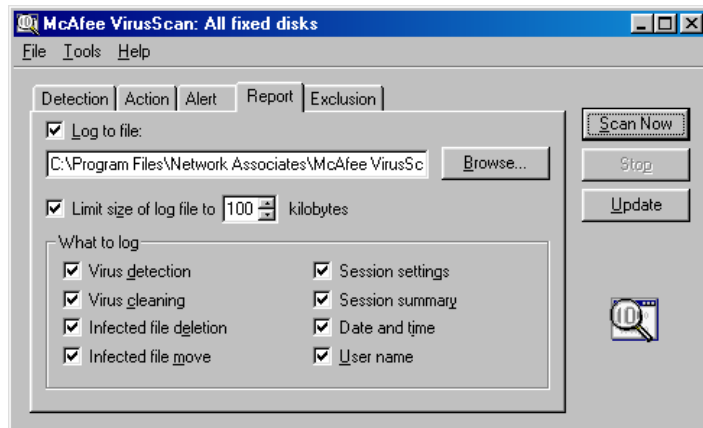 McAfee VirusScan: All fixed disks
File Tools Help
Detection Action Alert Report Exclusion
Log to file:
C:\Program Files\Network Associates\McAfee VirusSc
Browse...
Limit size of log file to 100 kilobytes
What to log
Virus detection
Virus cleaning
Infected file deletion
Infected file move
Session settings
Session summary
Date and time
User name
Scan Now
Stop
Update